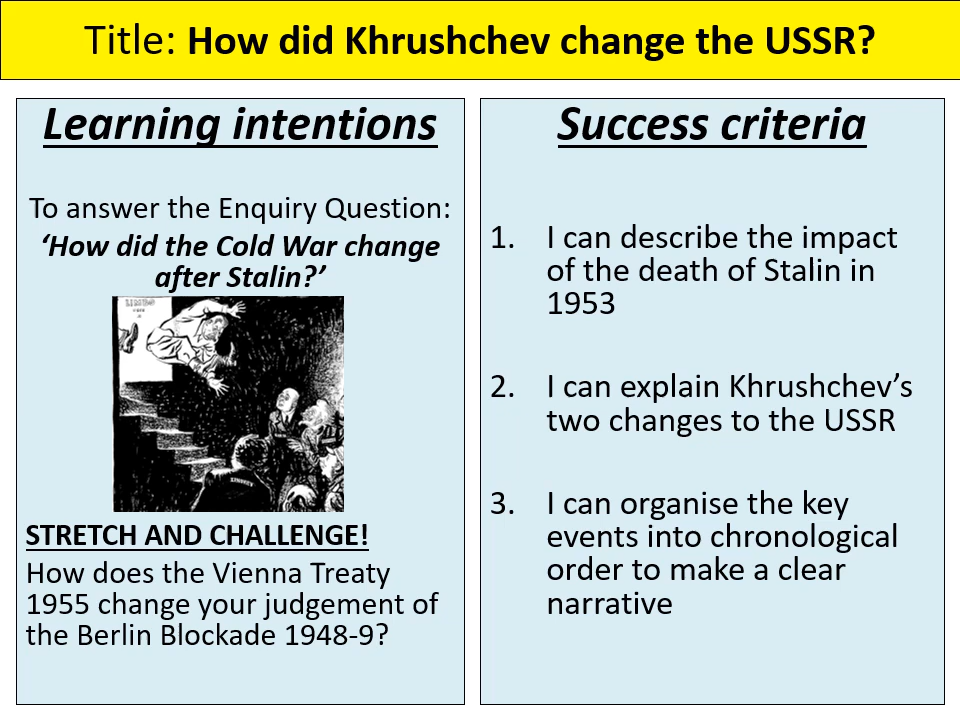 Title: How did Khrushchev change the USSR?
Learning intentions
To answer the Enquiry Question:
‘How did the Cold War change
after Stalin?’
LIMBO
STRETCH AND CHALLENGE!
How does the Vienna Treaty
1955 change your judgement of
the Berlin Blockade 1948-9?
Success criteria
1. I can describe the impact
of the death of Stalin in
1953
2. I can explain Khrushchev’s
two changes to the USSR
3. I can organise the key
events into chronological
order to make a clear
narrative